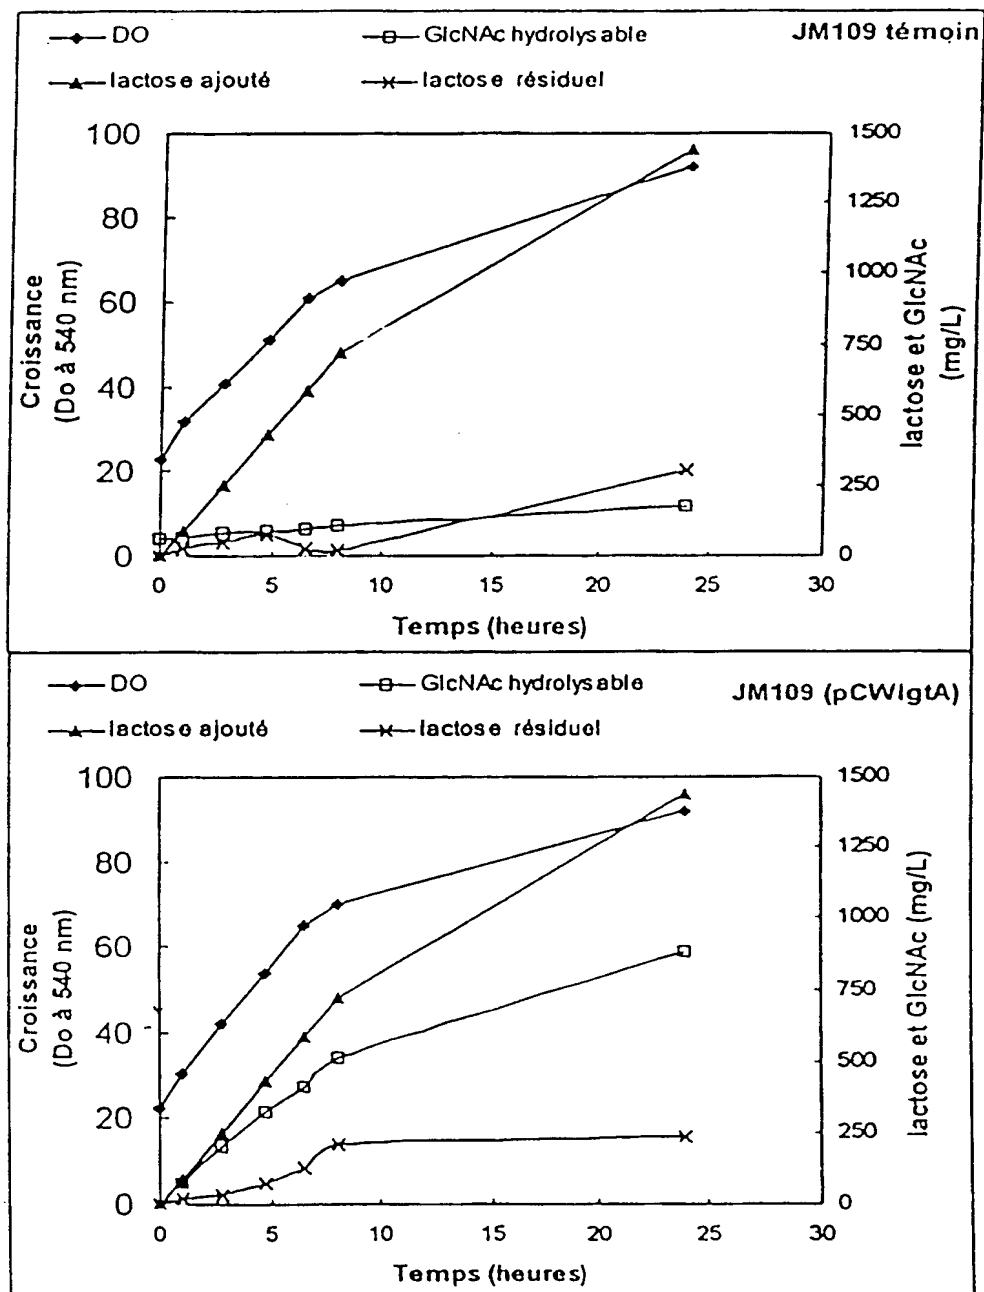 DO GlcNAc hydrolysable JM109 témoin
lactose ajouté lactose résiduel
100 1500
80 1250
60 1000
40 750
20 500
0 250
0
Croissance
(Do à 540 nm)
lactose et GlcNAc
(mg/L)
0 5 10 15 20 25 30
Temps (heures)
DO GlcNAc hydrolysable JM109 (pCWlgtA)
lactose ajouté lactose résiduel
100 1500
80 1250
60 1000
40 750
20 500
0 250
0
Croissance
(Do à 540 nm)
lactose et GlcNAc (mg/L)
0 5 10 15 20 25 30
Temps (heures)